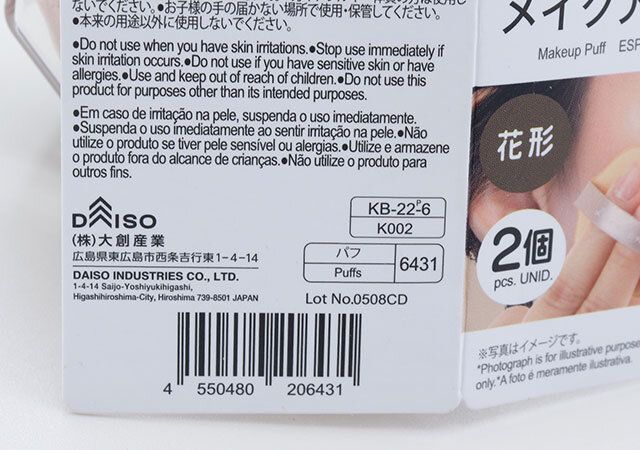 ないでください。●お子様の手の届かない場所で使用・保管してください。
●本来の用途以外に使用しないでください。
●Do not use when you have skin irritations.●Stop use immediately if
skin irritation occurs.●Do not use if you have sensitive skin or have
allergies.●Use and keep out of reach of children.●Do not use this
product for purposes other than its intended purposes.
●Em caso de irritação na pele, suspenda o uso imediatamente.
●Suspenda o uso imediatamente ao sentir irritação na pele.●Não
utilize o produto se tiver pele sensível ou alergias.●Utilize e armazene
o produto fora do alcance de crianças.●Não utilize o produto para
outros fins.
DAISO
(株)大創産業
広島県東広島市西条吉行東1-4-14
DAISO INDUSTRIES CO., LTD.
1-4-14 Saijo-Yoshiyukihigashi,
Higashihiroshima-City, Hiroshima 739-8501 JAPAN
KB-22-P-6
K002
パフ
Puffs
6431
Lot No.0508CD
4 550480 206431
メイク
Makeup Puff ESP
花形
2個
pcs. UNID.
※写真はイメージです。
*Photograph is for illustrative purpose
only.*A foto é meramente ilustrativa.